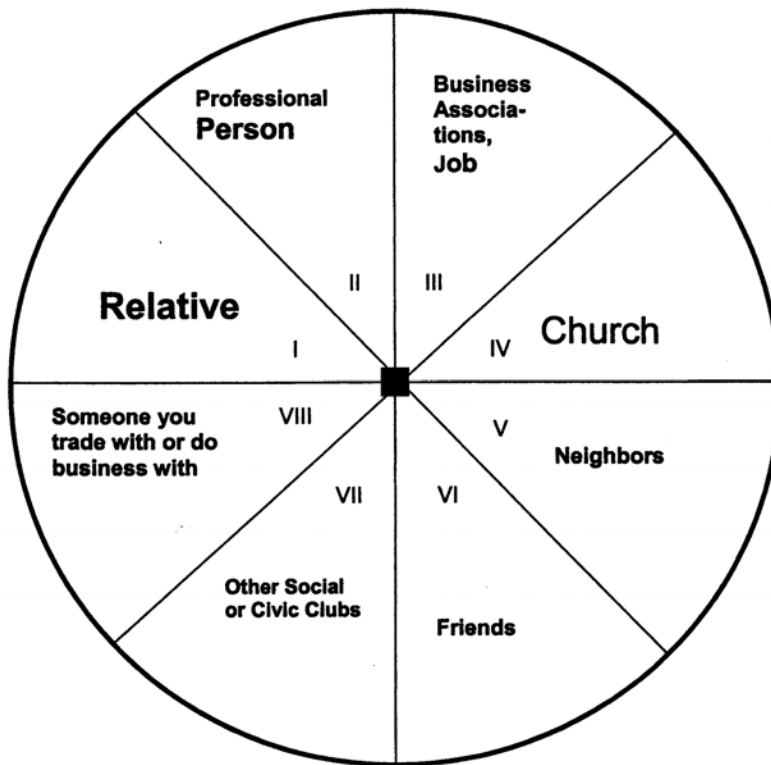 Professional
Person
II
Business
Associa-
tions,
Job
III
Relative
I
Church
IV
Someone you
trade with or do
business with
VIII
V
Neighbors
VII
Other Social
or Civic Clubs
VI
Friends